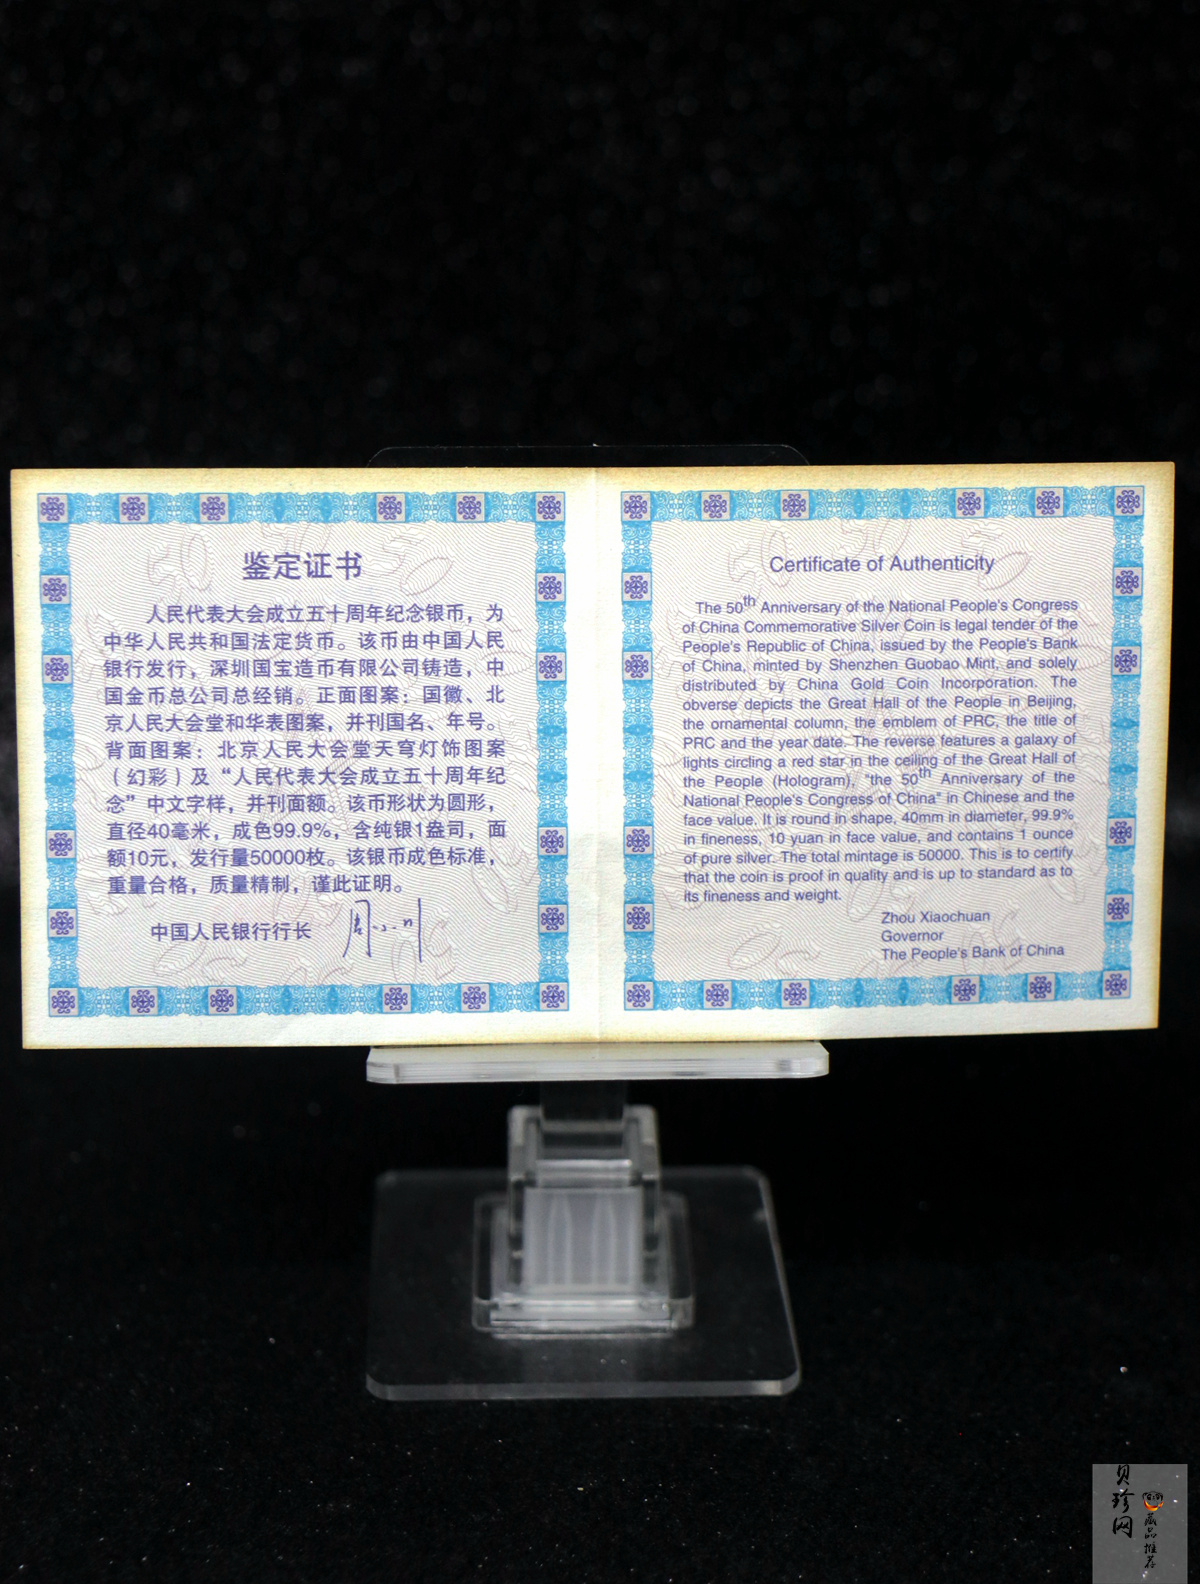 鉴定证书
人民代表大会成立五十周年纪念银币，为
中华人民共和国法定货币。该币由中国人民
银行发行，深圳国宝造币有限公司铸造，中
国金币总公司总经销。正面图案：国徽、北
京人民大会堂和华表图案，并刊国名、年号。
背面图案：北京人民大会堂天穹灯饰图案
（幻彩）及“人民代表大会成立五十周年纪
念”中文字样，并刊面额。该币形状为圆形，
直径40毫米，成色99.9%，含纯银1盎司，面
额10元，发行量50000枚。该银币成色标准，
重量合格，质量精制，谨此证明。
中国人民银行行长 周小川
Certificate of Authenticity
The 50th Anniversary of the National People's Congress
of China Commemorative Silver Coin is legal tender of the
People's Republic of China, issued by the People's Bank
of China, minted by Shenzhen Guobao Mint, and solely
distributed by China Gold Coin Incorporation. The
obverse depicts the Great Hall of the People in Beijing,
the ornamental column, the emblem of PRC, the title of
PRC and the year date. The reverse features a galaxy of
lights circling a red star in the ceiling of the Great Hall of
the People (Hologram), "the 50th Anniversary of the
National People's Congress of China" in Chinese and the
face value. It is round in shape, 40mm in diameter, 99.9%
in fineness, 10 yuan in face value, and contains 1 ounce
of pure silver. The total mintage is 50000. This is to certify
that the coin is proof in quality and is up to standard as to
its fineness and weight.
Zhou Xiaochuan
Governor
The People's Bank of China
贝珍网
藏品推荐